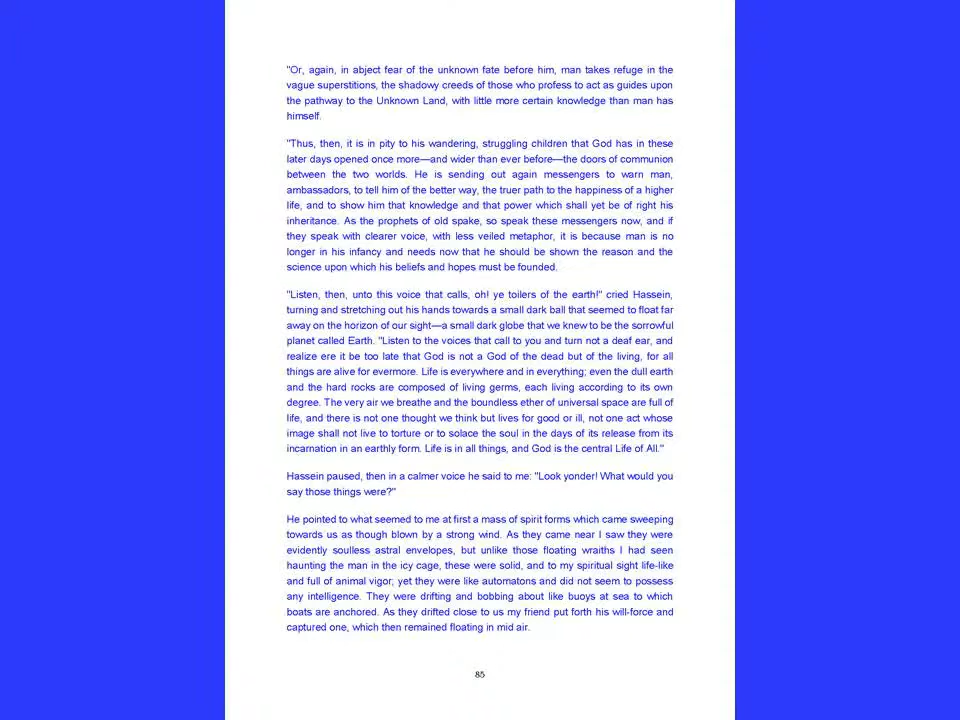 "Or, again, in abject fear of the unknown fate before him, man takes refuge in the
vague superstitions, the shadowy creeds of those who profess to act as guides upon
the pathway to the Unknown Land, with little more certain knowledge than man has
himself.
"Thus, then, it is in pity to his wandering, struggling children that God has in these
later days opened once more—and wider than ever before—the doors of communion
between the two worlds. He is sending out again messengers to warn man,
ambassadors, to tell him of the better way, the truer path to the happiness of a higher
life, and to show him that knowledge and that power which shall yet be of right his
inheritance. As the prophets of old spake, so speak these messengers now, and if
they speak with clearer voice, with less veiled metaphor, it is because man is no
longer in his infancy and needs now that he should be shown the reason and the
science upon which his beliefs and hopes must be founded.
"Listen, then, unto this voice that calls, oh! ye toilers of the earth!" cried Hassein,
turning and stretching out his hands towards a small dark ball that seemed to float far
away on the horizon of our sight—a small dark globe that we knew to be the sorrowful
planet called Earth. "Listen to the voices that call to you and turn not a deaf ear, and
realize ere it be too late that God is not a God of the dead but of the living, for all
things are alive for evermore. Life is everywhere and in everything; even the dull earth
and the hard rocks are composed of living germs, each living according to its own
degree. The very air we breathe and the boundless ether of universal space are full of
life, and there is not one thought we think but lives for good or ill, not one act whose
image shall not live to torture or to solace the soul in the days of its release from its
incarnation in an earthly form. Life is in all things, and God is the central Life of All."
Hassein paused, then in a calmer voice he said to me: "Look yonder! What would you
say those things were?"
He pointed to what seemed to me at first a mass of spirit forms which came sweeping
towards us as though blown by a strong wind. As they came near I saw they were
evidently soulless astral envelopes, but unlike those floating wraiths I had seen
haunting the man in the icy cage, these were solid, and to my spiritual sight life-like
and full of animal vigor; yet they were like automatons and did not seem to possess
any intelligence. They were drifting and bobbing about like buoys at sea to which
boats are anchored. As they drifted close to us my friend put forth his will-force and
captured one, which then remained floating in mid air.
85